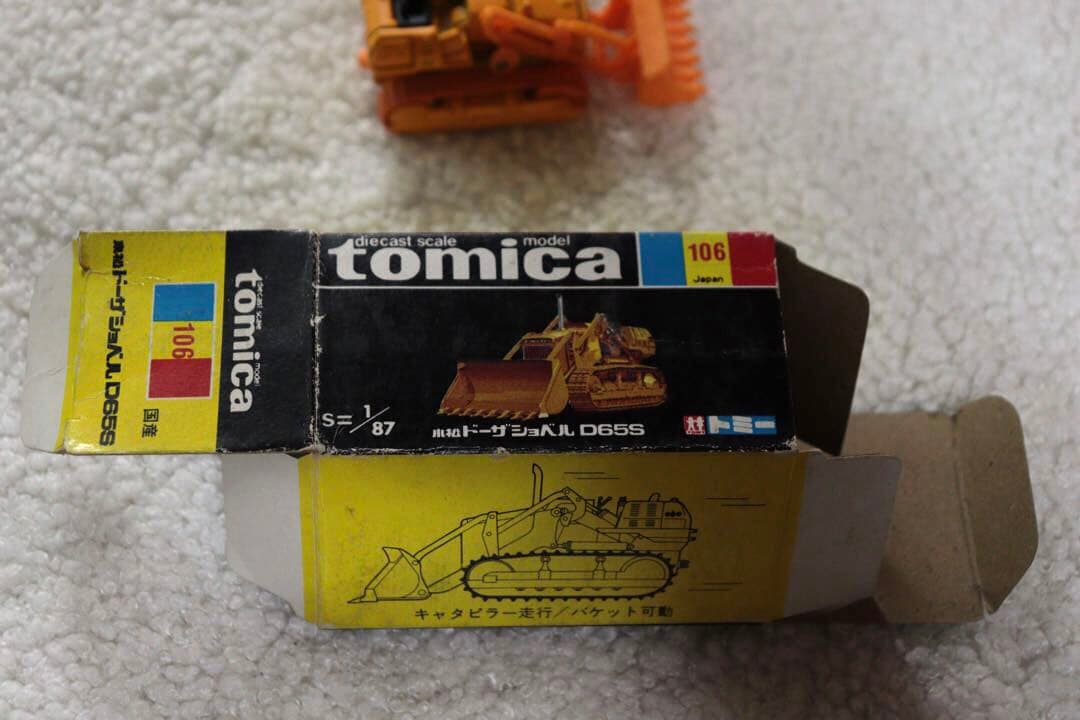 diecast scale model
tomica
106
Japan
S=1/87
小松 ドーザショベル D65S
トミー
キャタピラー走行/バケット可動
diecast scale model
tomica
106
国産
小松 ドーザショベル D65S